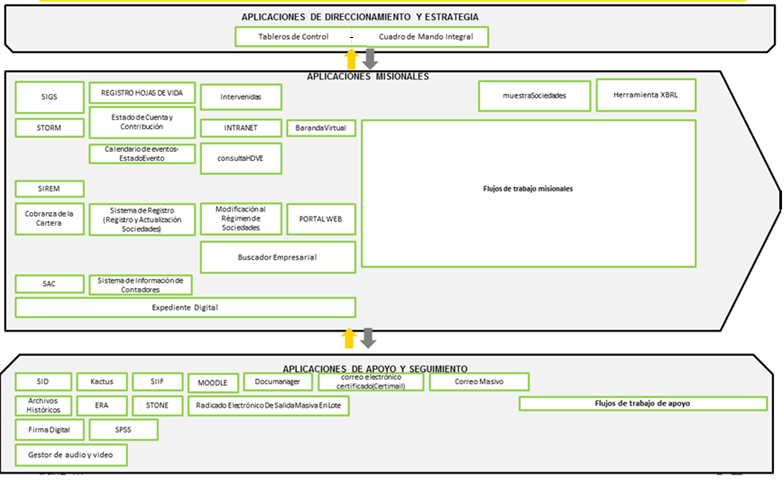 APLICACIONES DE DIRECCIONAMIENTO Y ESTRATEGIA
Tableros de Control - Cuadro de Mando Integral
APLICACIONES MISIONALES
SIGS
REGISTRO HOJAS DE VIDA
Intervenidas
muestraSociedades
Herramienta XBRL
STORM
Estado de Cuenta y
Contribución
INTRANET
BarandaVirtual
Calendario de eventos-
EstadoEvento
consultaHDVE
Flujos de trabajo misionales
SIREM
Cobranza de la
Cartera
Sistema de Registro
(Registro y Actualización
Sociedades)
Modificación al
Régimen de
Sociedades
PORTAL WEB
Buscador Empresarial
SAC
Sistema de Información de
Contadores
Expediente Digital
APLICACIONES DE APOYO Y SEGUIMIENTO
SID
Kactus
SIIF
MOODLE
Documanager
correo electrónico
certificado(Certimail)
Correo Masivo
Archivos
Históricos
ERA
STONE
Radicado Electrónico De Salida Masiva En Lote
Flujos de trabajo de apoyo
Firma Digital
SPSS
Gestor de audio y video